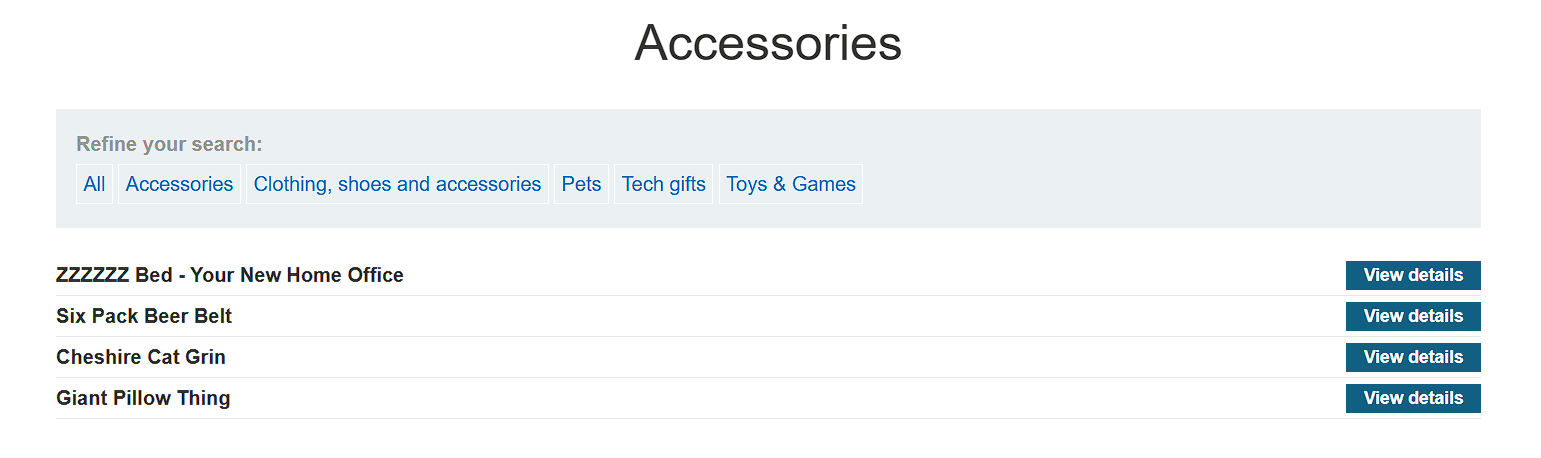 Accessories
Refine your search:
All Accessories Clothing, shoes and accessories Pets Tech gifts Toys & Games
ZZZZZZ Bed - Your New Home Office View details
Six Pack Beer Belt View details
Cheshire Cat Grin View details
Giant Pillow Thing View details